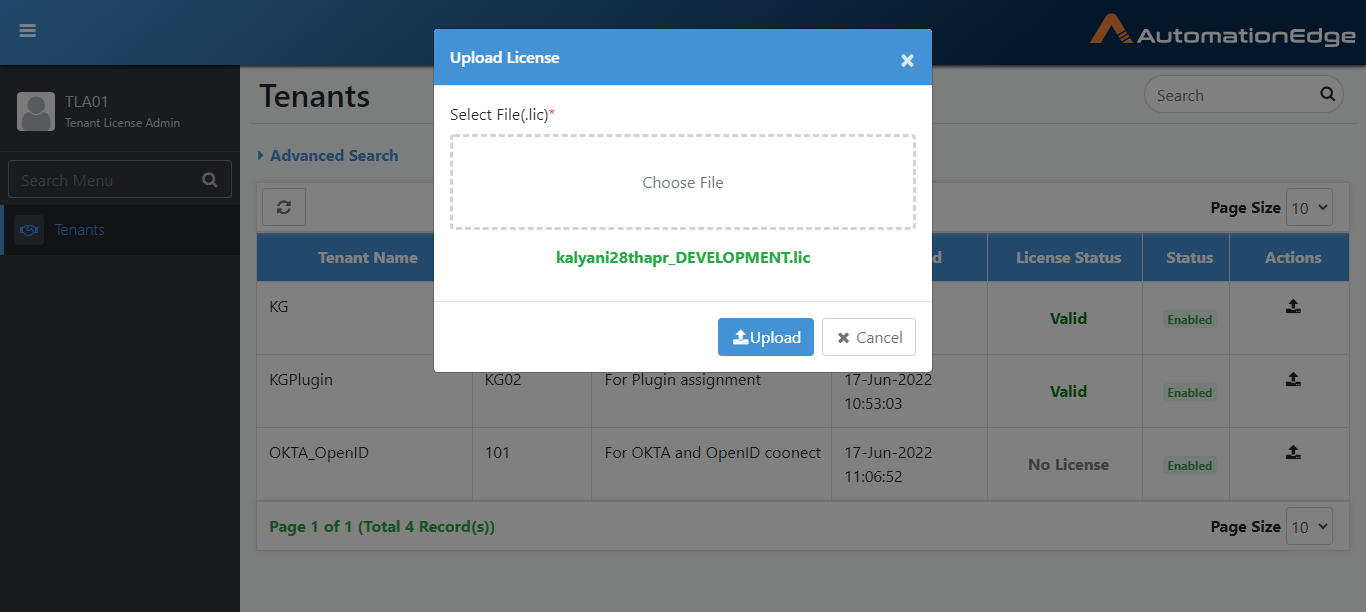 AutomationEdge
TLA01
Tenant License Admin
Search Menu
Tenants
Tenants
Search
Advanced Search
Page Size 10
Tenant Name d License Status Status Actions
KG Valid Enabled
KGPlugin KG02 For Plugin assignment 17-Jun-2022
10:53:03
Valid Enabled
OKTA_OpenID 101 For OKTA and OpenID coonect 17-Jun-2022
11:06:52
No License Enabled
Page 1 of 1 (Total 4 Record(s))
Page Size 10
Upload License
Select File(.lic)*
Choose File
kalyani28thapr_DEVELOPMENT.lic
Upload Cancel